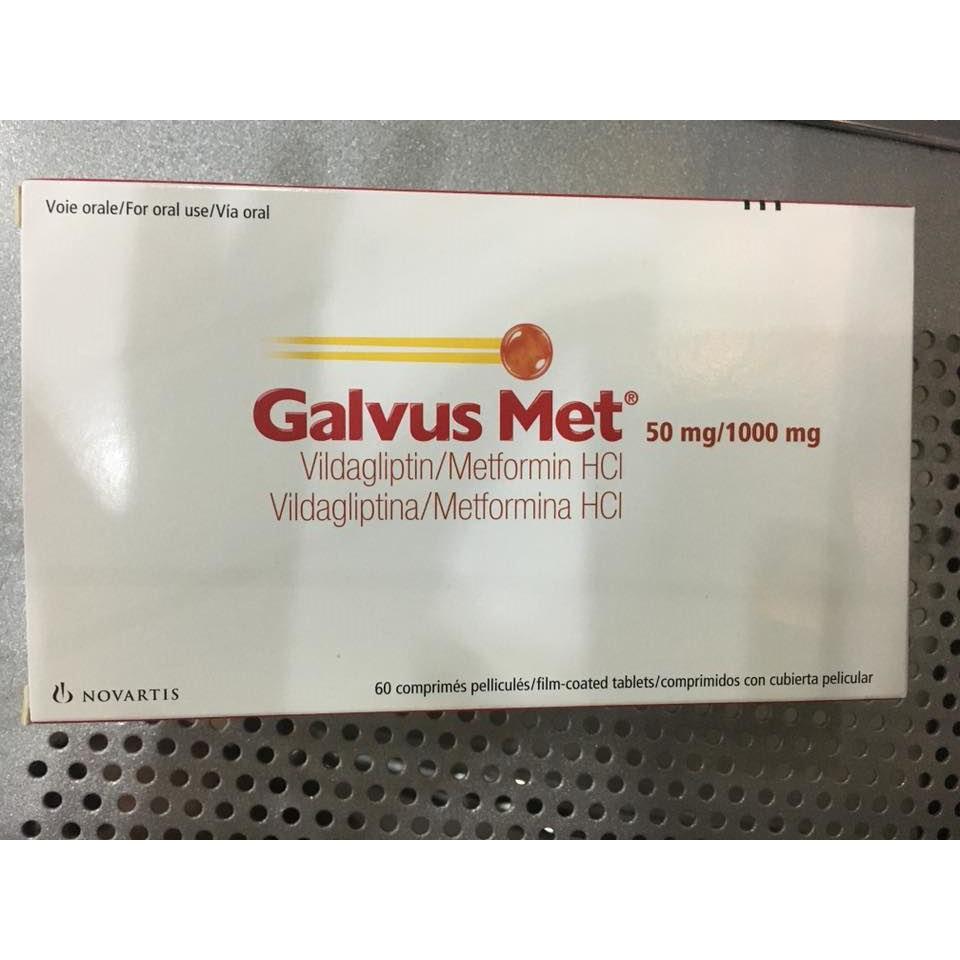 Voie orale/For oral use/Vía oral
Galvus Met® 50 mg/1000 mg
Vildagliptin/Metformin HCl
Vildagliptina/Metformina HCl
NOVARTIS
60 comprimés pelliculés/film-coated tablets/comprimidos con cubierta pelicular